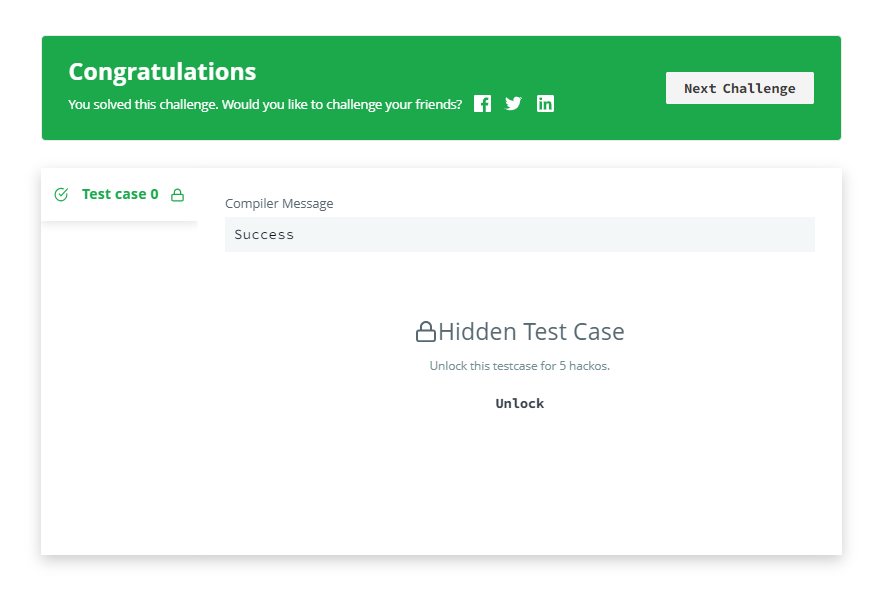 Congratulations
You solved this challenge. Would you like to challenge your friends?
Next Challenge
Test case 0
Compiler Message
Success
Hidden Test Case
Unlock this testcase for 5 hackos.
Unlock